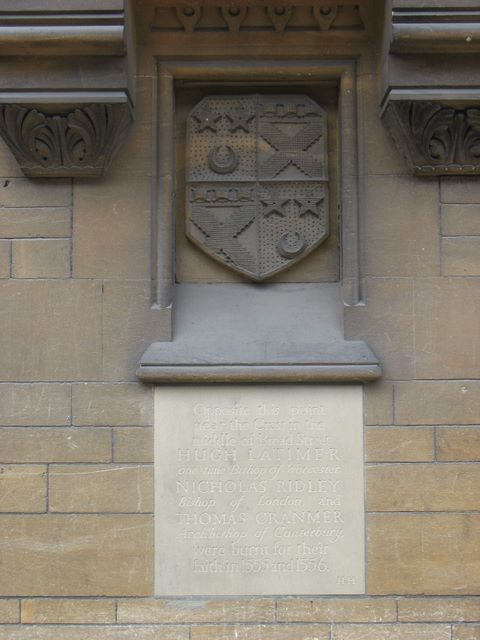 Opposite this point
near the Cross in the
middle of Broad Street
HUGH LATIMER
one time Bishop of Worcester,
NICHOLAS RIDLEY
Bishop of London, and
THOMAS CRANMER
Archbishop of Canterbury,
were burnt for their
faith in 1555 and 1556.
HH